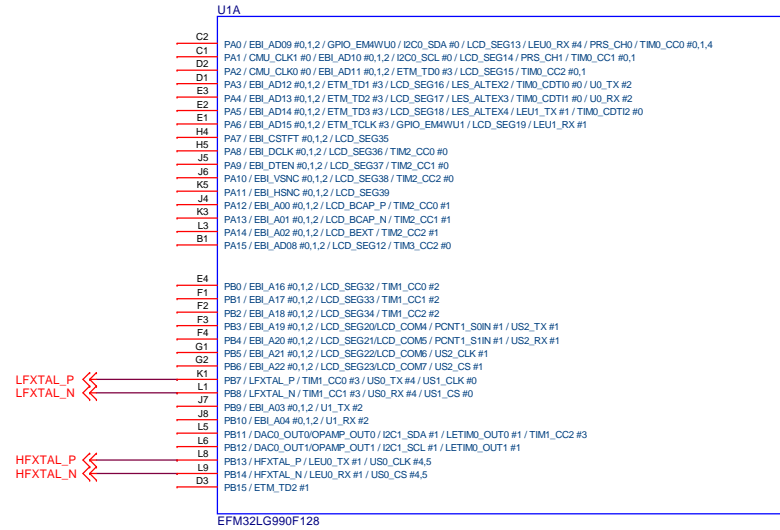 U1A
C2 PA0 / EBI_AD09 #0,1,2 / GPIO_EM4WU0 / I2C0_SDA #0 / LCD_SEG13 / LEU0_RX #4 / PRS_CH0 / TIM0_CC0 #0,1,4
C1 PA1 / CMU_CLK1 #0 / EBI_AD10 #0,1,2 / I2C0_SCL #0 / LCD_SEG14 / PRS_CH1 / TIM0_CC1 #0,1
D2 PA2 / CMU_CLK0 #0 / EBI_AD11 #0,1,2 / ETM_TD0 #3 / LCD_SEG15 / TIM0_CC2 #0,1
D1 PA3 / EBI_AD12 #0,1,2 / ETM_TD1 #3 / LCD_SEG16 / LES_ALTEX2 / TIM0_CDTI0 #0 / U0_TX #2
E3 PA4 / EBI_AD13 #0,1,2 / ETM_TD2 #3 / LCD_SEG17 / LES_ALTEX3 / TIM0_CDTI1 #0 / U0_RX #2
E2 PA5 / EBI_AD14 #0,1,2 / ETM_TD3 #3 / LCD_SEG18 / LES_ALTEX4 / LEU1_TX #1 / TIM0_CDTI2 #0
E1 PA6 / EBI_AD15 #0,1,2 / ETM_TCLK #3 / GPIO_EM4WU1 / LCD_SEG19 / LEU1_RX #1
H4 PA7 / EBI_CSTFT #0,1,2 / LCD_SEG35
H5 PA8 / EBI_DCLK #0,1,2 / LCD_SEG36 / TIM2_CC0 #0
J5 PA9 / EBI_DTEN #0,1,2 / LCD_SEG37 / TIM2_CC1 #0
J6 PA10 / EBI_VSNC #0,1,2 / LCD_SEG38 / TIM2_CC2 #0
K5 PA11 / EBI_HSNC #0,1,2 / LCD_SEG39
J4 PA12 / EBI_A00 #0,1,2 / LCD_BCAP_P / TIM2_CC0 #1
K3 PA13 / EBI_A01 #0,1,2 / LCD_BCAP_N / TIM2_CC1 #1
L3 PA14 / EBI_A02 #0,1,2 / LCD_BEXT / TIM2_CC2 #1
B1 PA15 / EBI_AD08 #0,1,2 / LCD_SEG12 / TIM3_CC2 #0
E4 PB0 / EBI_A16 #0,1,2 / LCD_SEG32 / TIM1_CC0 #2
F1 PB1 / EBI_A17 #0,1,2 / LCD_SEG33 / TIM1_CC1 #2
F2 PB2 / EBI_A18 #0,1,2 / LCD_SEG34 / TIM1_CC2 #2
F3 PB3 / EBI_A19 #0,1,2 / LCD_SEG20/LCD_COM4 / PCNT1_S0IN #1 / US2_TX #1
F4 PB4 / EBI_A20 #0,1,2 / LCD_SEG21/LCD_COM5 / PCNT1_S1IN #1 / US2_RX #1
G1 PB5 / EBI_A21 #0,1,2 / LCD_SEG22/LCD_COM6 / US2_CLK #1
G2 PB6 / EBI_A22 #0,1,2 / LCD_SEG23/LCD_COM7 / US2_CS #1
LFXTAL_P K1 PB7 / LFXTAL_P / TIM1_CC0 #3 / US0_TX #4 / US1_CLK #0
LFXTAL_N L1 PB8 / LFXTAL_N / TIM1_CC1 #3 / US0_RX #4 / US1_CS #0
J7 PB9 / EBI_A03 #0,1,2 / U1_TX #2
J8 PB10 / EBI_A04 #0,1,2 / U1_RX #2
L5 PB11 / DAC0_OUT0/OPAMP_OUT0 / I2C1_SDA #1 / LETIM0_OUT0 #1 / TIM1_CC2 #3
L6 PB12 / DAC0_OUT1/OPAMP_OUT1 / I2C1_SCL #1 / LETIM0_OUT1 #1
HFXTAL_P L8 PB13 / HFXTAL_P / LEU0_TX #1 / US0_CLK #4,5
HFXTAL_N L9 PB14 / HFXTAL_N / LEU0_RX #1 / US0_CS #4,5
D3 PB15 / ETM_TD2 #1
EFM32LG990F128